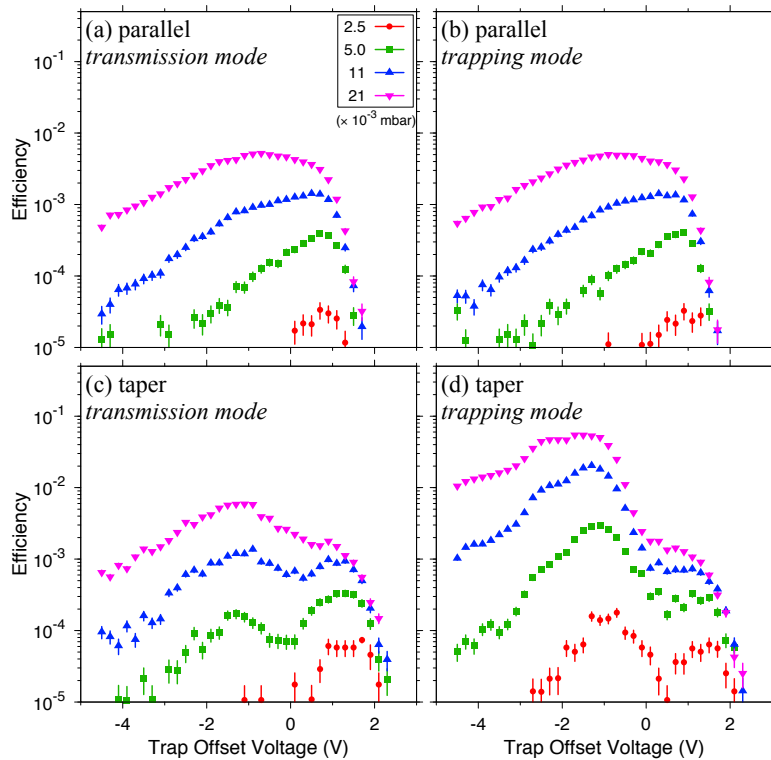 (a) parallel
transmission mode
2.5
5.0
11
21
(× 10⁻³ mbar)
(b) parallel
trapping mode
Efficiency
10⁻¹
10⁻²
10⁻³
10⁻⁴
10⁻⁵
(c) taper
transmission mode
(d) taper
trapping mode
Efficiency
10⁻¹
10⁻²
10⁻³
10⁻⁴
10⁻⁵
-4 -2 0 2 -4 -2 0 2
Trap Offset Voltage (V) Trap Offset Voltage (V)